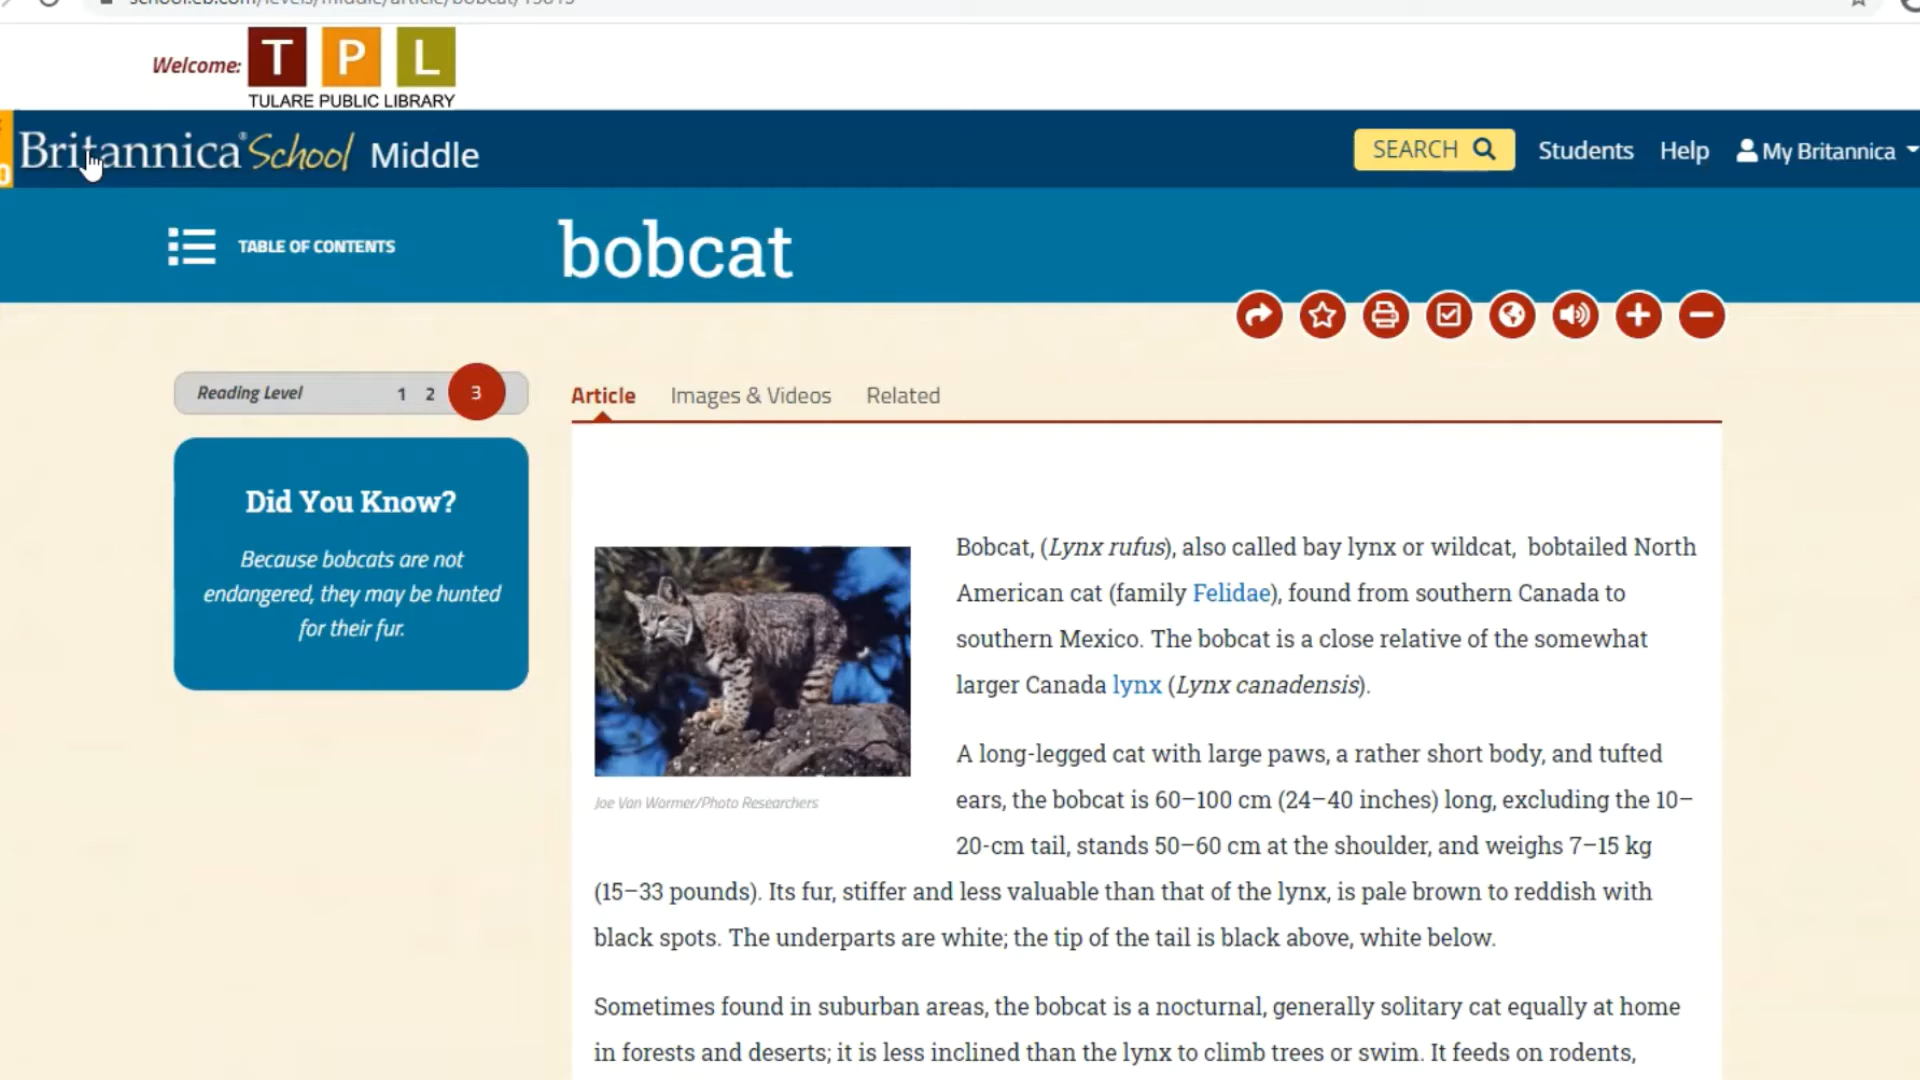 Welcome: T P L
TULARE PUBLIC LIBRARY
Britannica® School Middle
SEARCH
Students
Help
My Britannica
TABLE OF CONTENTS
bobcat
Reading Level 1 2 3
Article
Images & Videos
Related
Did You Know?
Because bobcats are not
endangered, they may be hunted
for their fur.
Joe Van Wormer/Photo Researchers
Bobcat, (Lynx rufus), also called bay lynx or wildcat, bobtailed North
American cat (family Felidae), found from southern Canada to
southern Mexico. The bobcat is a close relative of the somewhat
larger Canada lynx (Lynx canadensis).
A long-legged cat with large paws, a rather short body, and tufted
ears, the bobcat is 60–100 cm (24–40 inches) long, excluding the 10–
20-cm tail, stands 50–60 cm at the shoulder, and weighs 7–15 kg
(15–33 pounds). Its fur, stiffer and less valuable than that of the lynx, is pale brown to reddish with
black spots. The underparts are white; the tip of the tail is black above, white below.
Sometimes found in suburban areas, the bobcat is a nocturnal, generally solitary cat equally at home
in forests and deserts; it is less inclined than the lynx to climb trees or swim. It feeds on rodents,